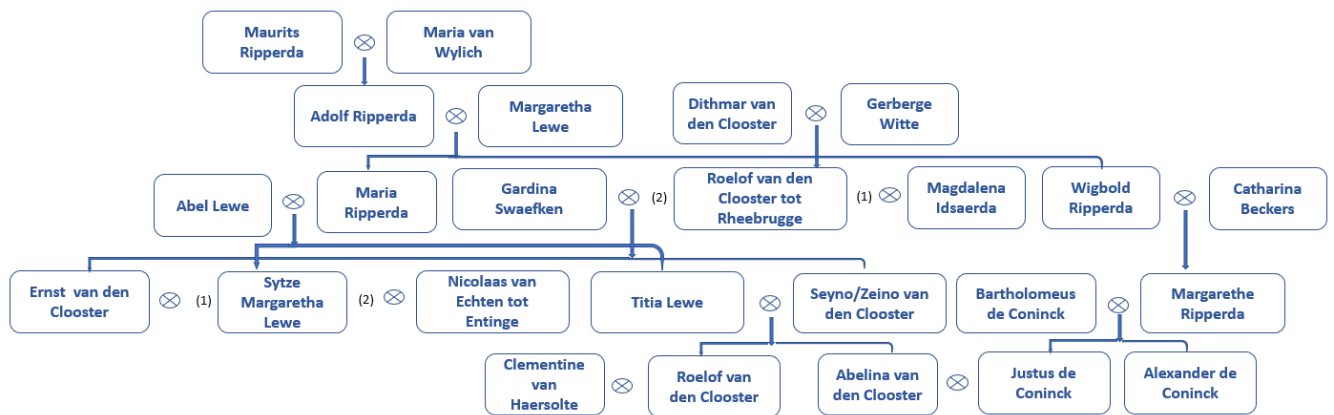 Maurits
Ripperda
Maria van
Wylich
Adolf Ripperda
Margaretha
Lewe
Dithmar van
den Clooster
Gerberge
Witte
Abel Lewe
Maria
Ripperda
Gardina
Swaefken
(2)
Roelof van den
Clooster tot
Rheebrugge
(1)
Magdalena
Idsaerda
Wigbold
Ripperda
Catharina
Beckers
Ernst van den
Clooster
(1)
Sytze
Margaretha
Lewe
(2)
Nicolaas van
Echten tot
Entinge
Titia Lewe
Seyno/Zeino van
den Clooster
Bartholomeus
de Coninck
Margarethe
Ripperda
Clementine
van
Haersolte
Roelof van
den Clooster
Abelina van
den Clooster
Justus de
Coninck
Alexander de
Coninck